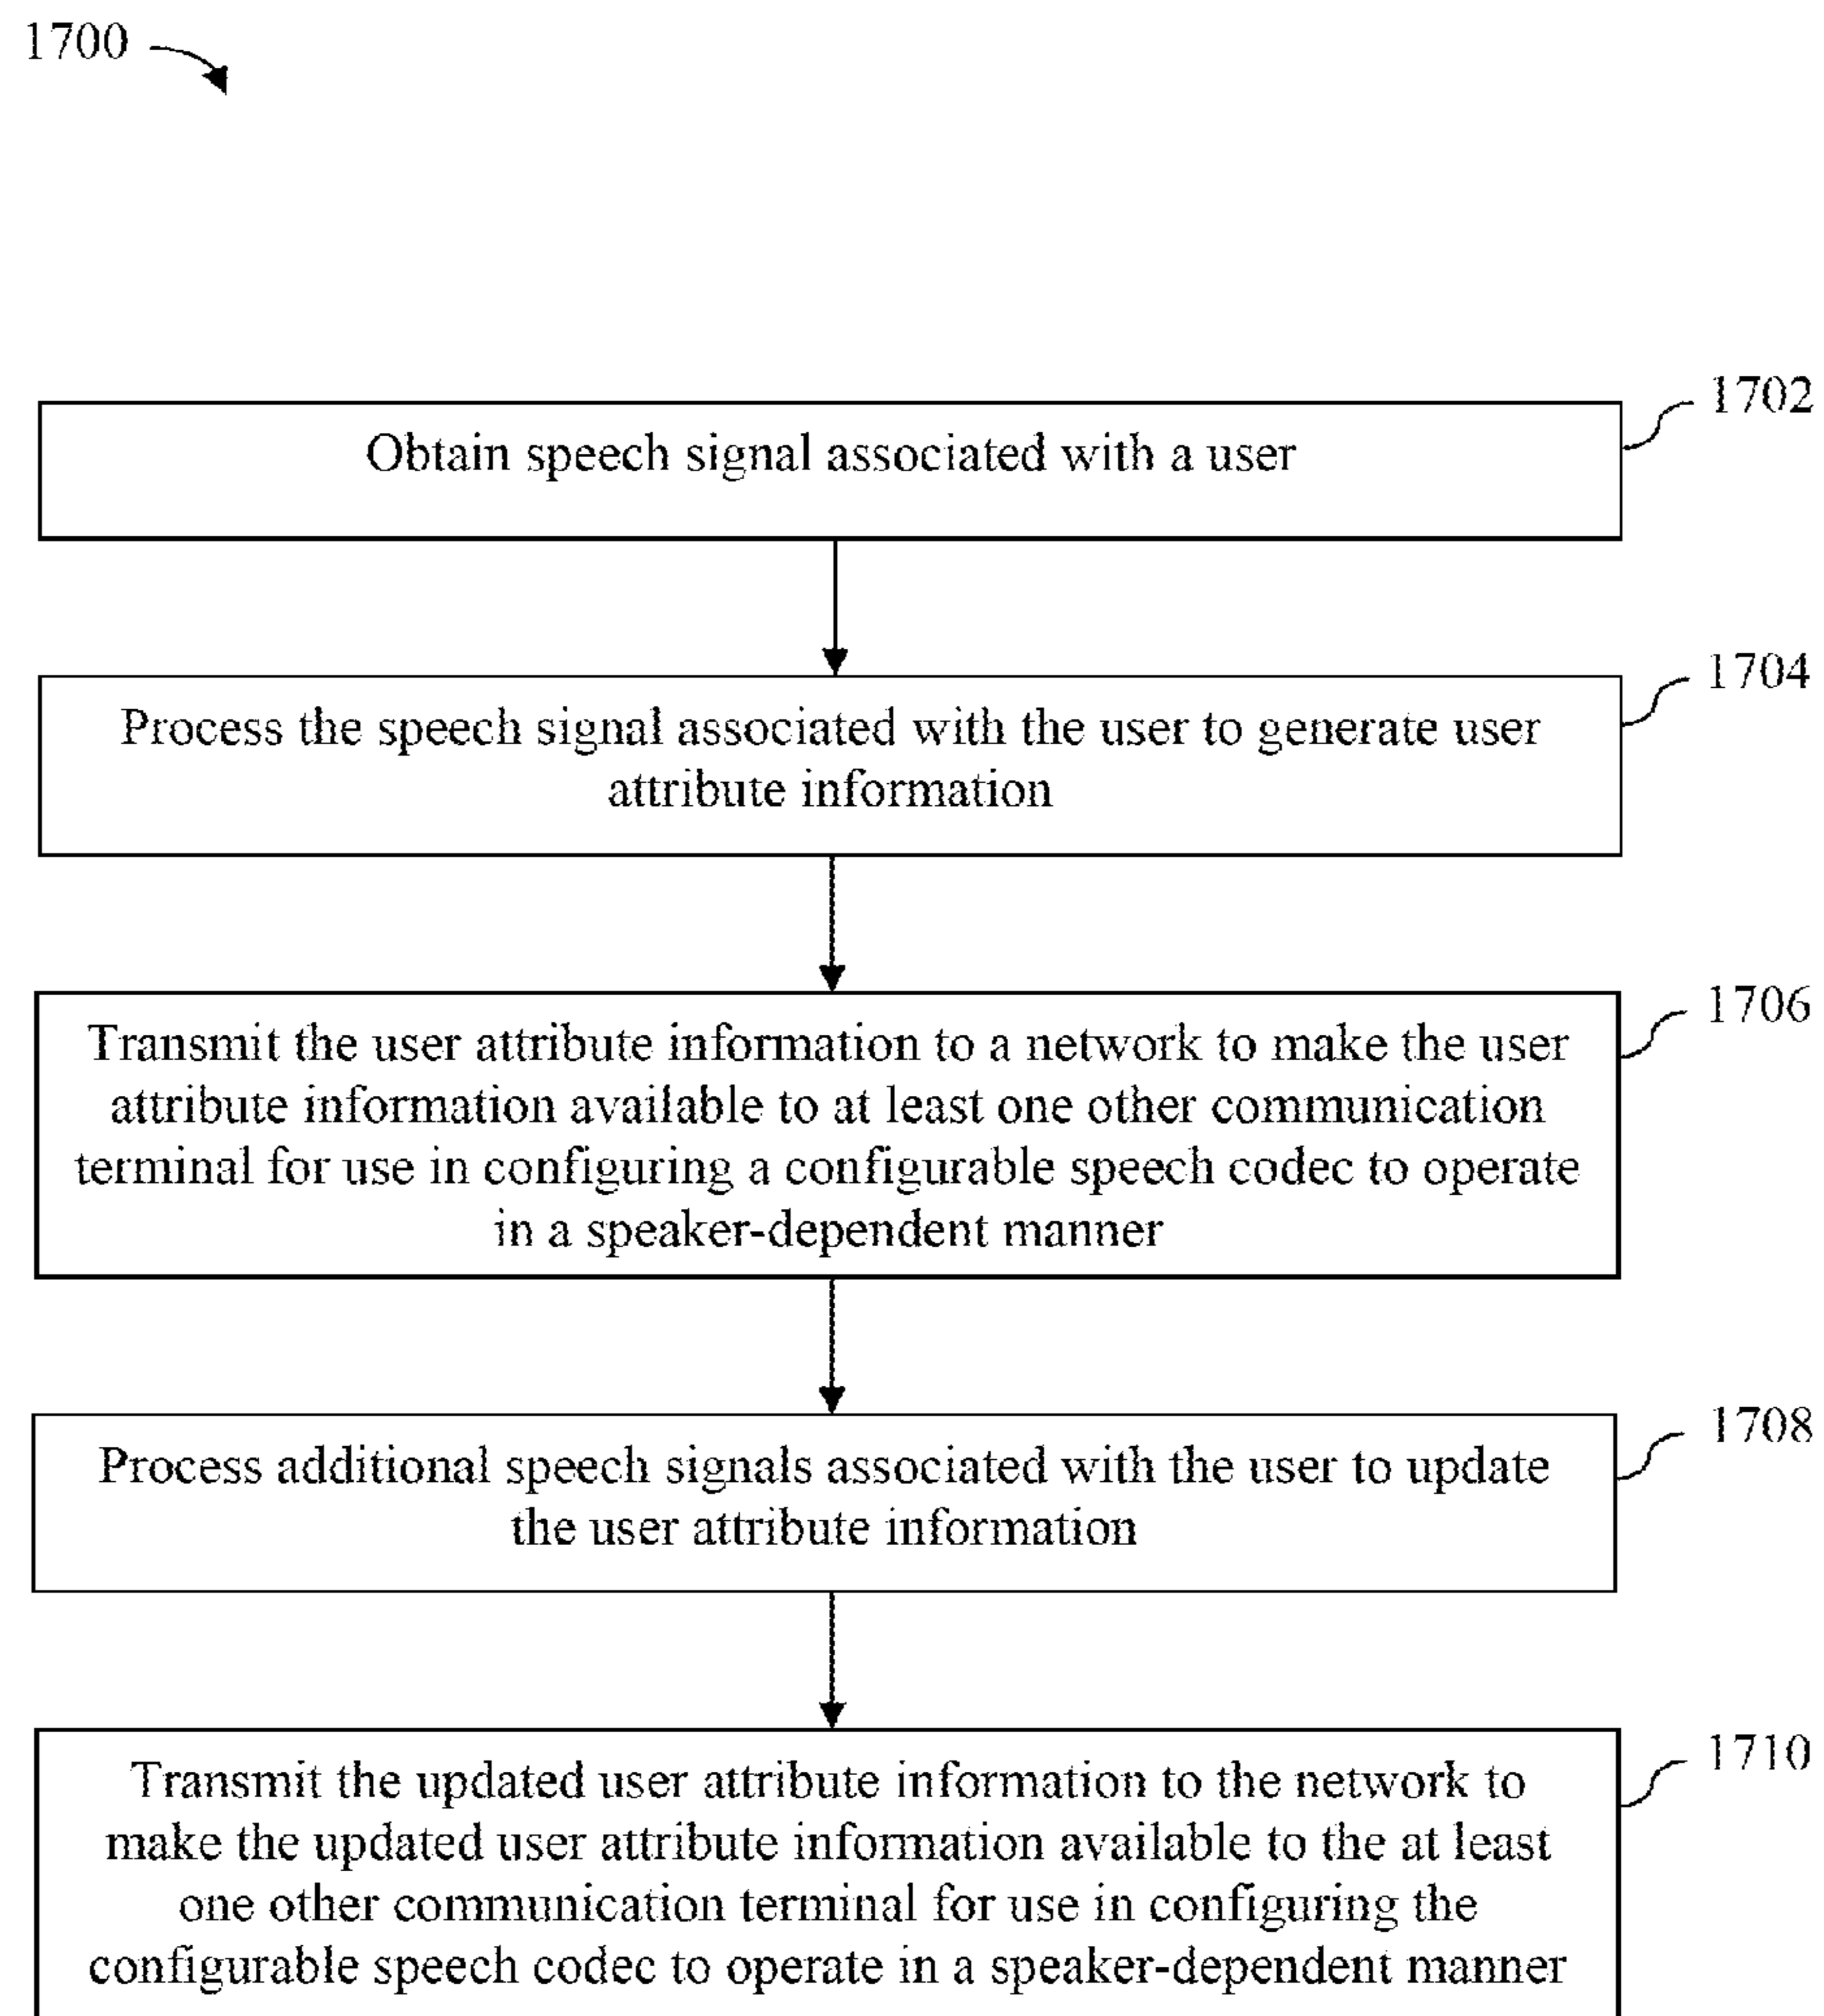 1700
1702
Obtain speech signal associated with a user
1704
Process the speech signal associated with the user to generate user
attribute information
1706
Transmit the user attribute information to a network to make the user
attribute information available to at least one other communication
terminal for use in configuring a configurable speech codec to operate
in a speaker-dependent manner
1708
Process additional speech signals associated with the user to update
the user attribute information
1710
Transmit the updated user attribute information to the network to
make the updated user attribute information available to the at least
one other communication terminal for use in configuring the
configurable speech codec to operate in a speaker-dependent manner